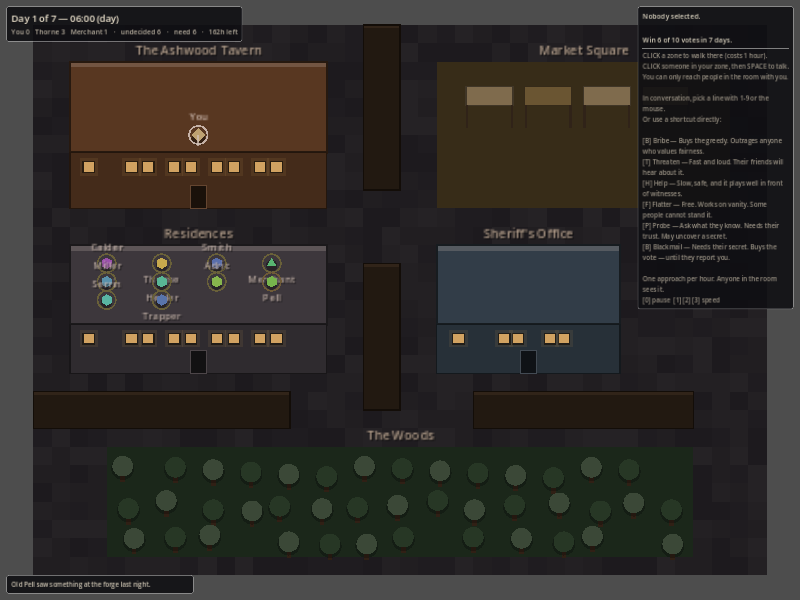 Day 1 of 7 — 06:00 (day)
You 0 Thorne 3 Merchant 1 · undecided 6 · need 6 · 162h left
Nobody selected.
Win 6 of 10 votes in 7 days.
CLICK a zone to walk there (costs 1 hour).
CLICK someone in your zone, then SPACE to talk.
You can only reach people in the room with you.
In conversation, pick a line with 1-9 or the
mouse.
Or use a shortcut directly:
[B] Bribe — Buys the greedy. Outrages anyone
who values fairness.
[T] Threaten — Fast and loud. Their friends will
hear about it.
[H] Help — Slow, safe, and it plays well in front
of witnesses.
[F] Flatter — Free. Works on vanity. Some
people cannot stand it.
[P] Probe — Ask what they know. Needs their
trust. May uncover a secret.
[B] Blackmail — Needs their secret. Buys the
vote — until they report you.
One approach per hour. Anyone in the room
sees it.
[0] pause [1][2][3] speed
The Ashwood Tavern
Market Square
You
Residences
Sheriff's Office
Calder
Smith
Merchant
Pell
Trapper
The Woods
Old Pell saw something at the forge last night.